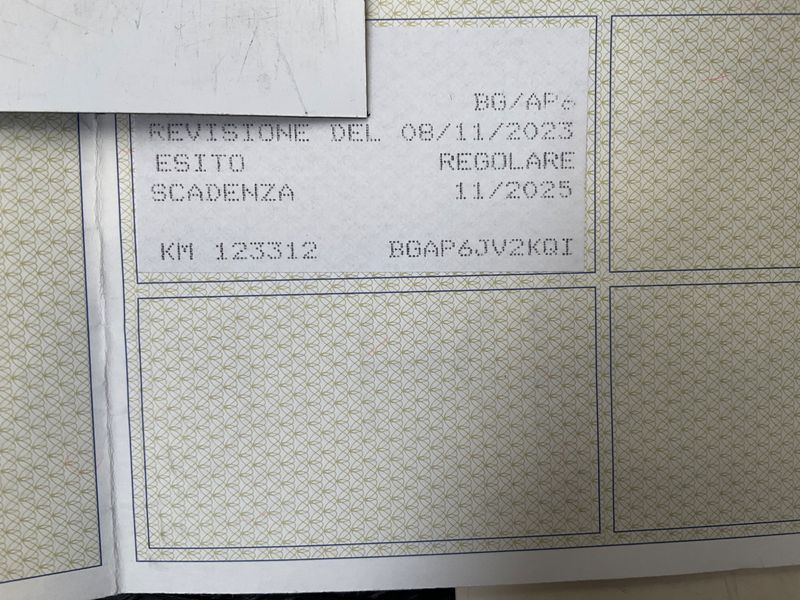 BG/AP6
REVISIONE DEL 08/11/2023
ESITO REGOLARE
SCADENZA 11/2025
KM 123312 BGAP6JV2KQI